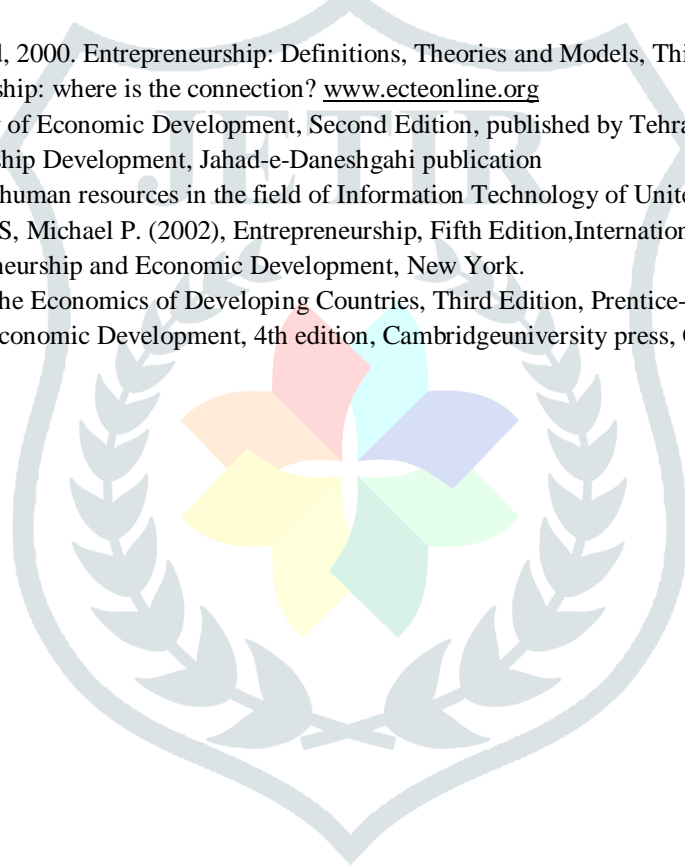 l, 2000. Entrepreneurship: Definitions, Theories and Models, Thi
ship: where is the connection? www.ecteonline.org
of Economic Development, Second Edition, published by Tehra
ship Development, Jahad-e-Daneshgahi publication
human resources in the field of Information Technology of Unite
S, Michael P. (2002), Entrepreneurship, Fifth Edition,Internation
neurship and Economic Development, New York.
he Economics of Developing Countries, Third Edition, Prentice-
conomic Development, 4th edition, Cambridgeuniversity press,
JETIR